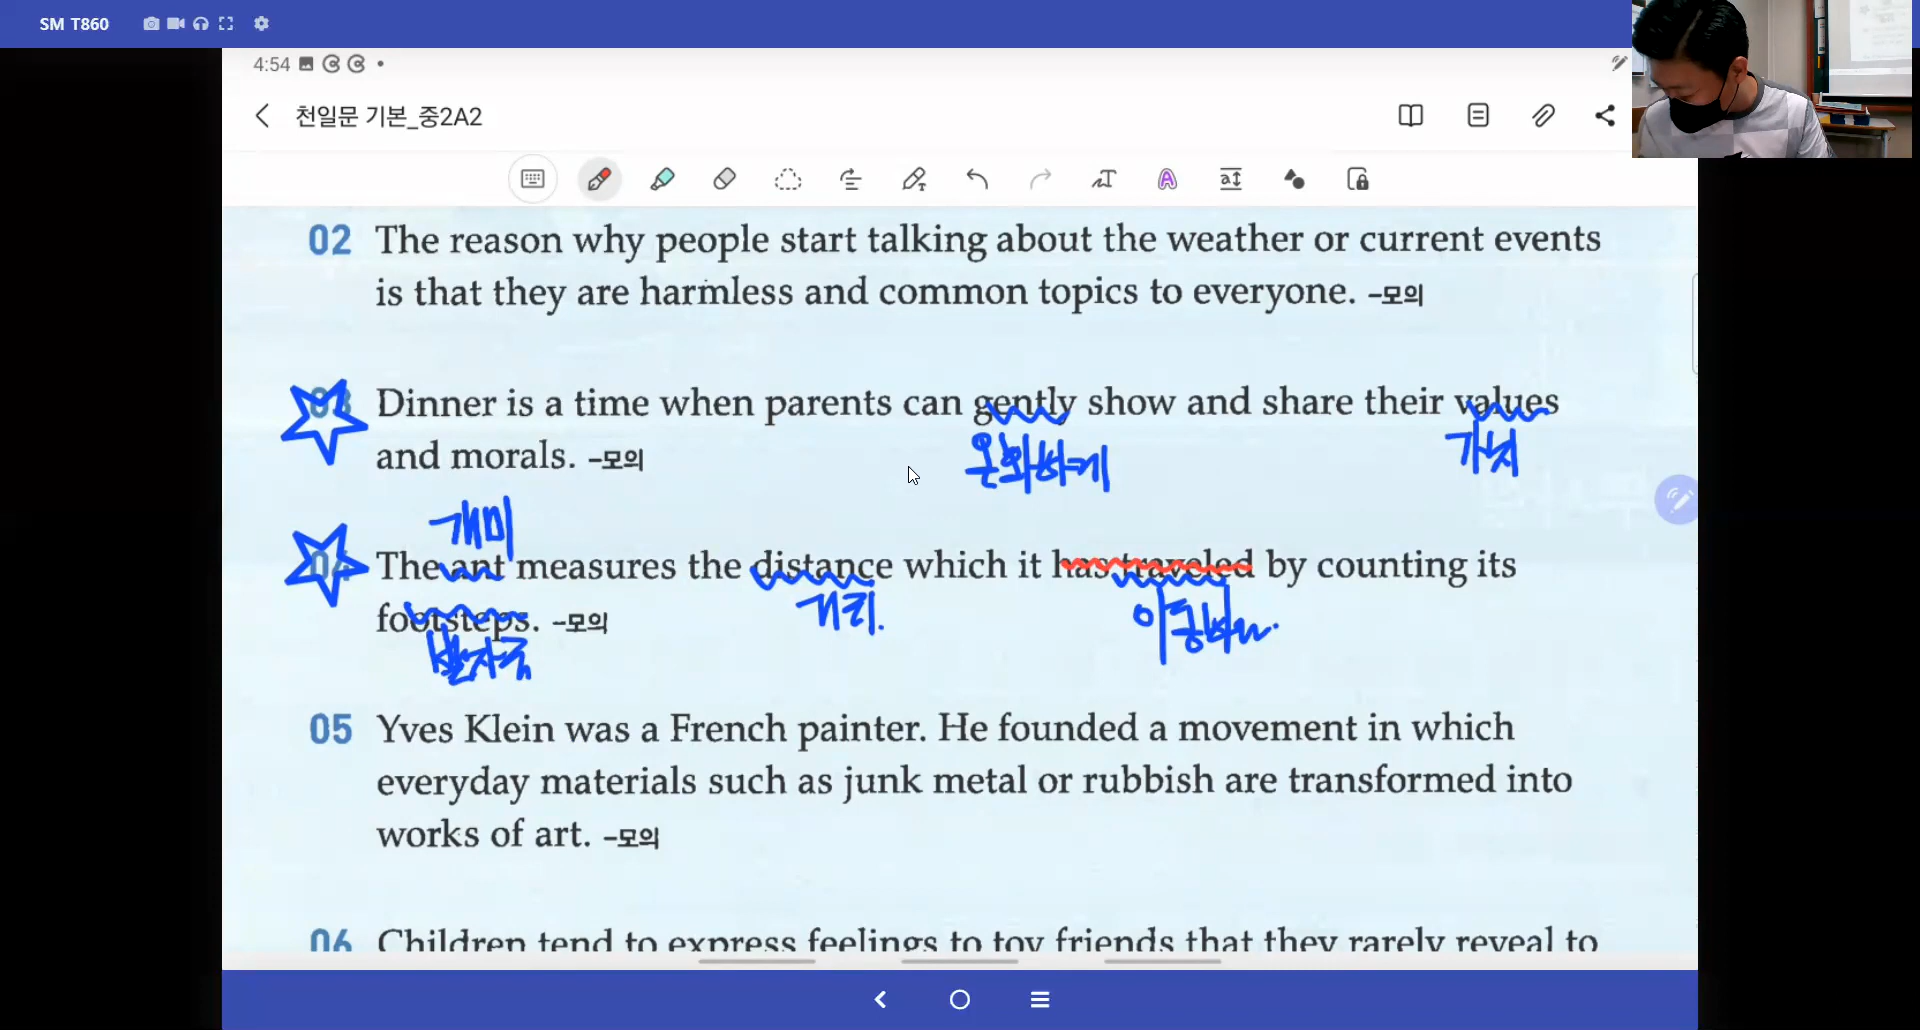 SM T860
4:54
천일문 기본_중2A2
02 The reason why people start talking about the weather or current events
is that they are harmless and common topics to everyone. –모의
03 Dinner is a time when parents can gently show and share their values
온화하게 가치
and morals. –모의
개미
04 The ant measures the distance which it has traveled by counting its
거리. 이동하다.
footsteps. –모의
발자국
05 Yves Klein was a French painter. He founded a movement in which
everyday materials such as junk metal or rubbish are transformed into
works of art. –모의
06 Children tend to express feelings to toy friends that they rarely reveal to